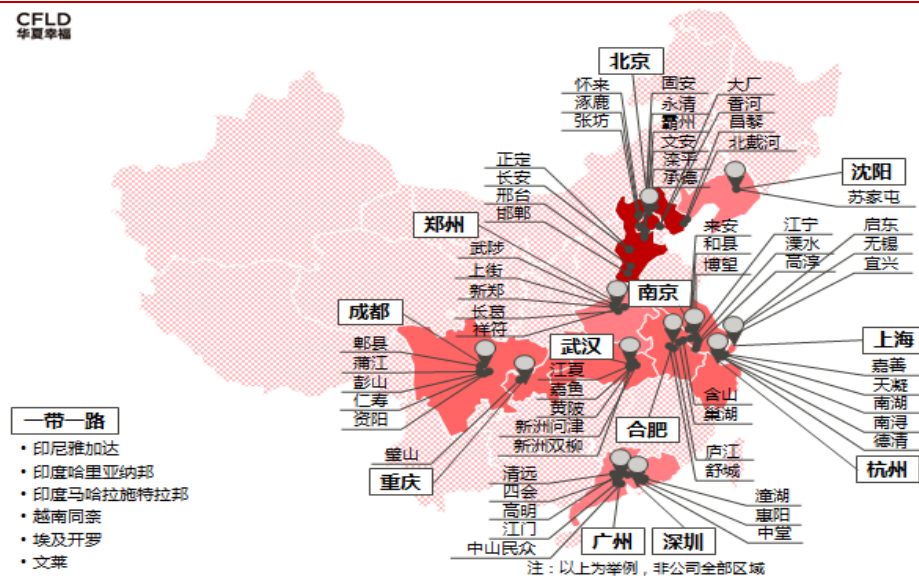 CFLD
华夏幸福
北京
怀来
涿鹿
张坊
固安
永清
霸州
文安
滦平
承德
大厂
香河
昌黎
北戴河
沈阳
苏家屯
正定
长安
邢台
邯郸
郑州
武陟
上街
新郑
长葛
祥符
南京
来安
和县
博望
江宁
溧水
高淳
启东
无锡
宜兴
上海
嘉善
天凝
南湖
南浔
德清
杭州
成都
郫县
蒲江
彭山
仁寿
资阳
武汉
江夏
嘉鱼
黄陂
新洲问津
新洲双柳
合肥
含山
巢湖
庐江
舒城
重庆
璧山
清远
四会
高明
江门
中山民众
广州
深圳
潼湖
惠阳
中堂
一带一路
• 印尼雅加达
• 印度哈里亚纳邦
• 印度马哈拉施特拉邦
• 越南同奈
• 埃及开罗
• 文莱
注：以上为举例，非公司全部区域